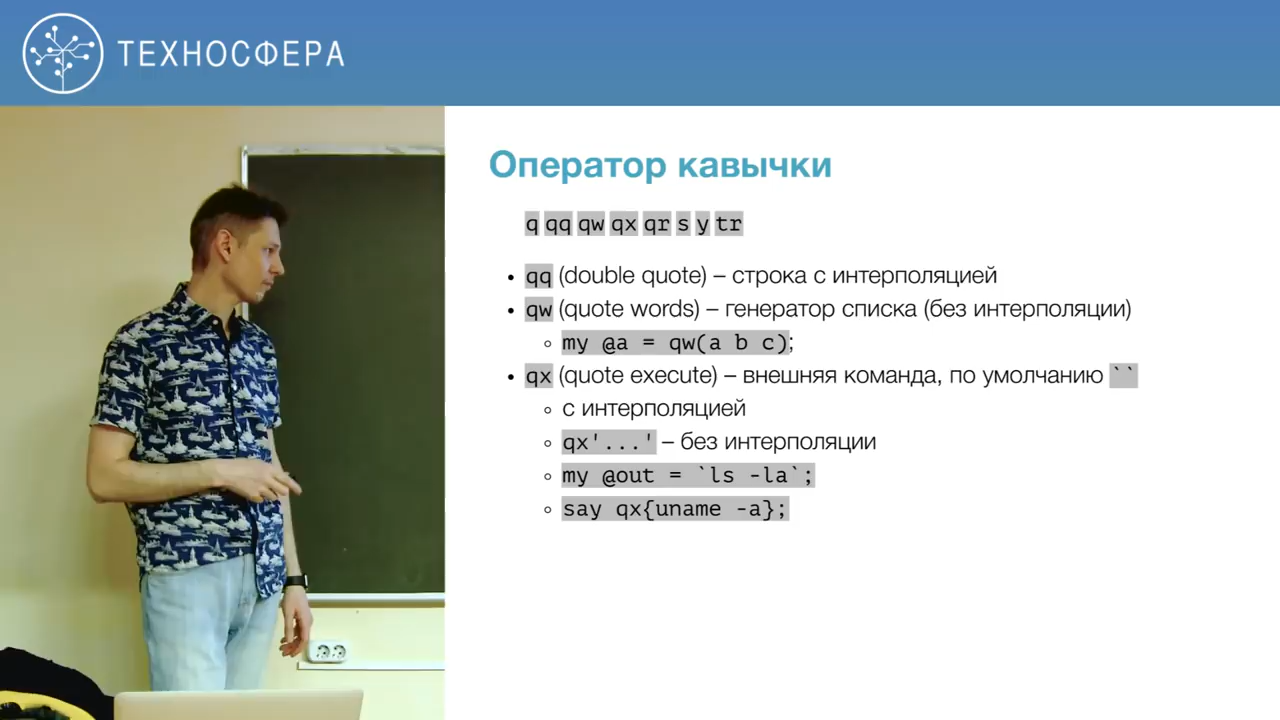 ТЕХНОСФЕРА
Оператор кавычки
q qq qw qx qr s y tr
• qq (double quote) – строка с интерполяцией
• qw (quote words) – генератор списка (без интерполяции)
◦ my @a = qw(a b c);
• qx (quote execute) – внешняя команда, по умолчанию ``
◦ с интерполяцией
◦ qx'...' – без интерполяции
◦ my @out = `ls -la`;
◦ say qx{uname -a};